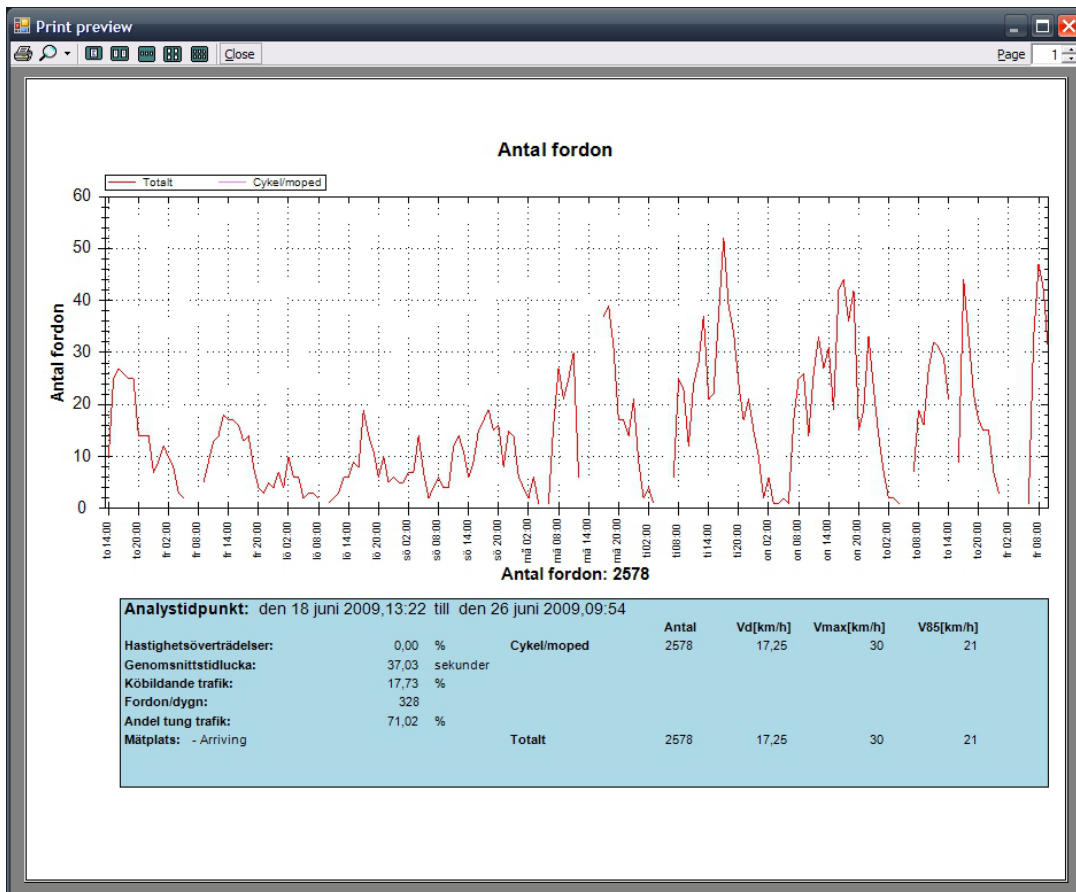 Print preview
Close
Page 1
Antal fordon
Totalt Cykel/moped
60
50
40
30
20
10
0
Antal fordon
to 14:00 to 20:00 fr 02:00 fr 08:00 fr 14:00 fr 20:00 lö 02:00 lö 08:00 lö 14:00 lö 20:00 sö 02:00 sö 08:00 sö 14:00 sö 20:00 må 02:00 må 08:00 må 14:00 må 20:00 ti 02:00 ti 08:00 ti 14:00 ti 20:00 on 02:00 on 08:00 on 14:00 on 20:00 to 02:00 to 08:00 to 14:00 to 20:00 fr 02:00 fr 08:00
Antal fordon: 2578
Analystidpunkt: den 18 juni 2009,13:22 till den 26 juni 2009,09:54
Antal Vd[km/h] Vmax[km/h] V85[km/h]
Hastighetsöverträdelser: 0,00 % Cykel/moped 2578 17,25 30 21
Genomsnittstidlucka: 37,03 sekunder
Köbildande trafik: 17,73 %
Fordon/dygn: 328
Andel tung trafik: 71,02 %
Mätplats: - Arriving Totalt 2578 17,25 30 21